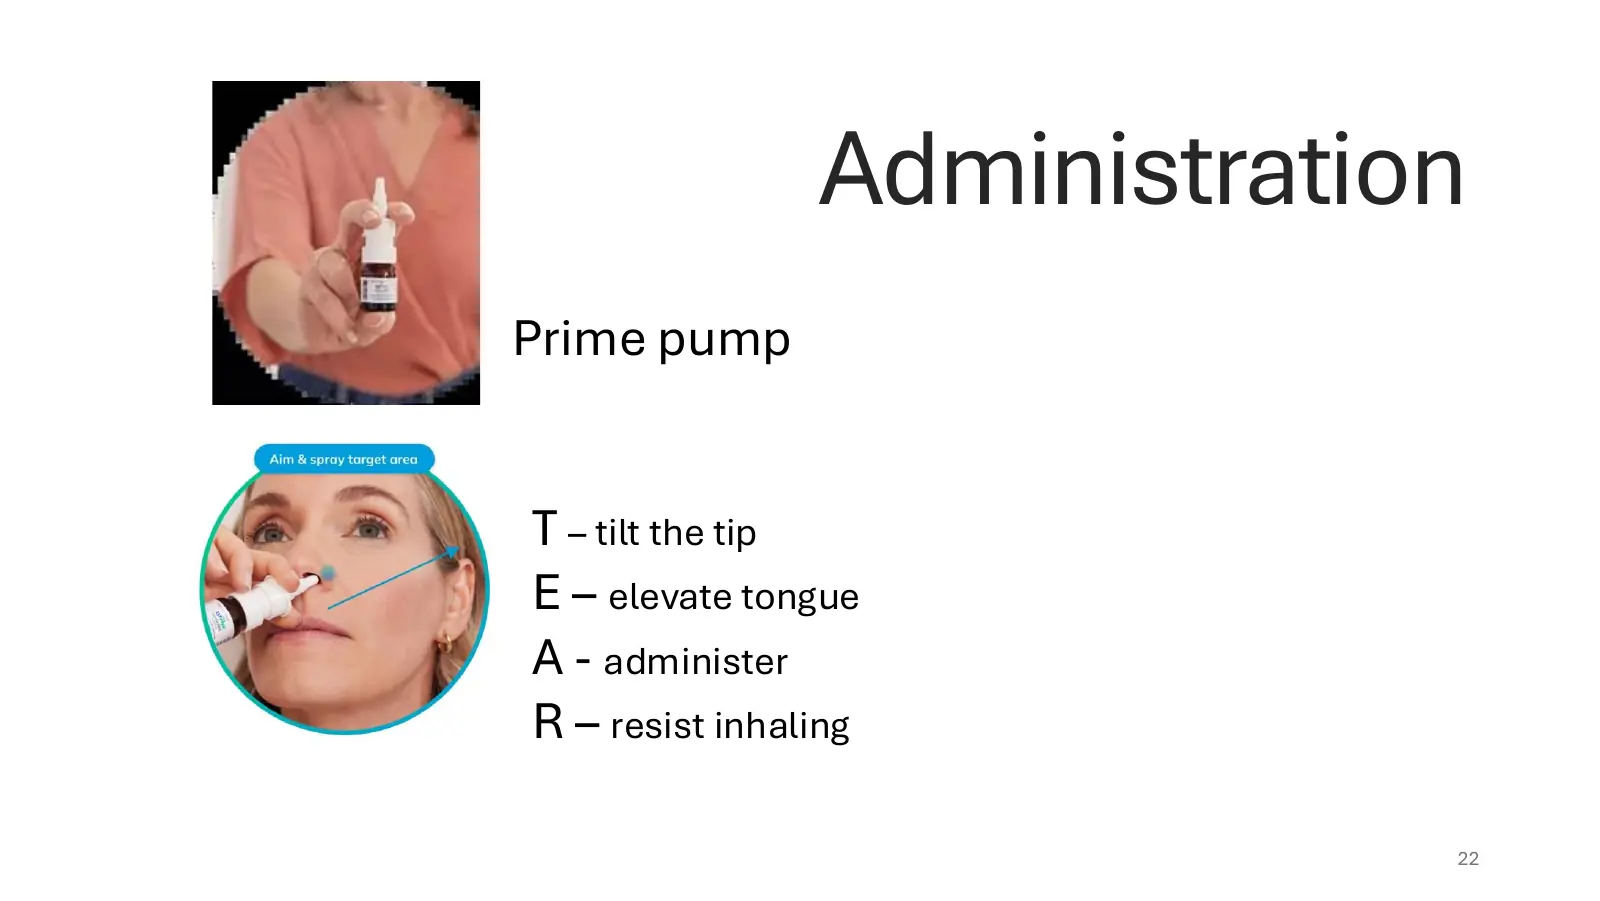 Administration
Prime pump
Aim & spray target area
T – tilt the tip
E – elevate tongue
A - administer
R – resist inhaling
22